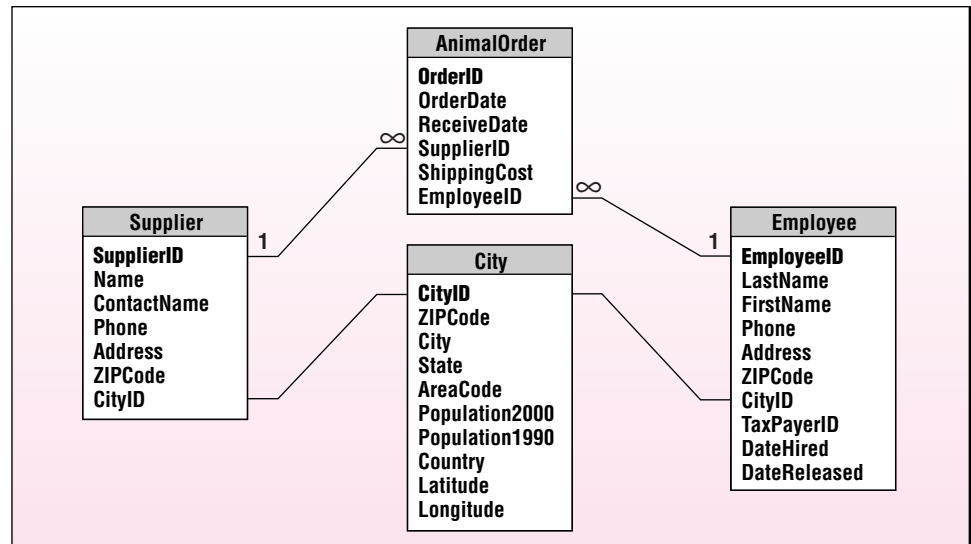 AnimalOrder
OrderID
OrderDate
ReceiveDate
SupplierID
ShippingCost
EmployeeID
∞
∞
Supplier
SupplierID
Name
ContactName
Phone
Address
ZIPCode
CityID
1
City
CityID
ZIPCode
City
State
AreaCode
Population2000
Population1990
Country
Latitude
Longitude
1
Employee
EmployeeID
LastName
FirstName
Phone
Address
ZIPCode
CityID
TaxPayerID
DateHired
DateReleased